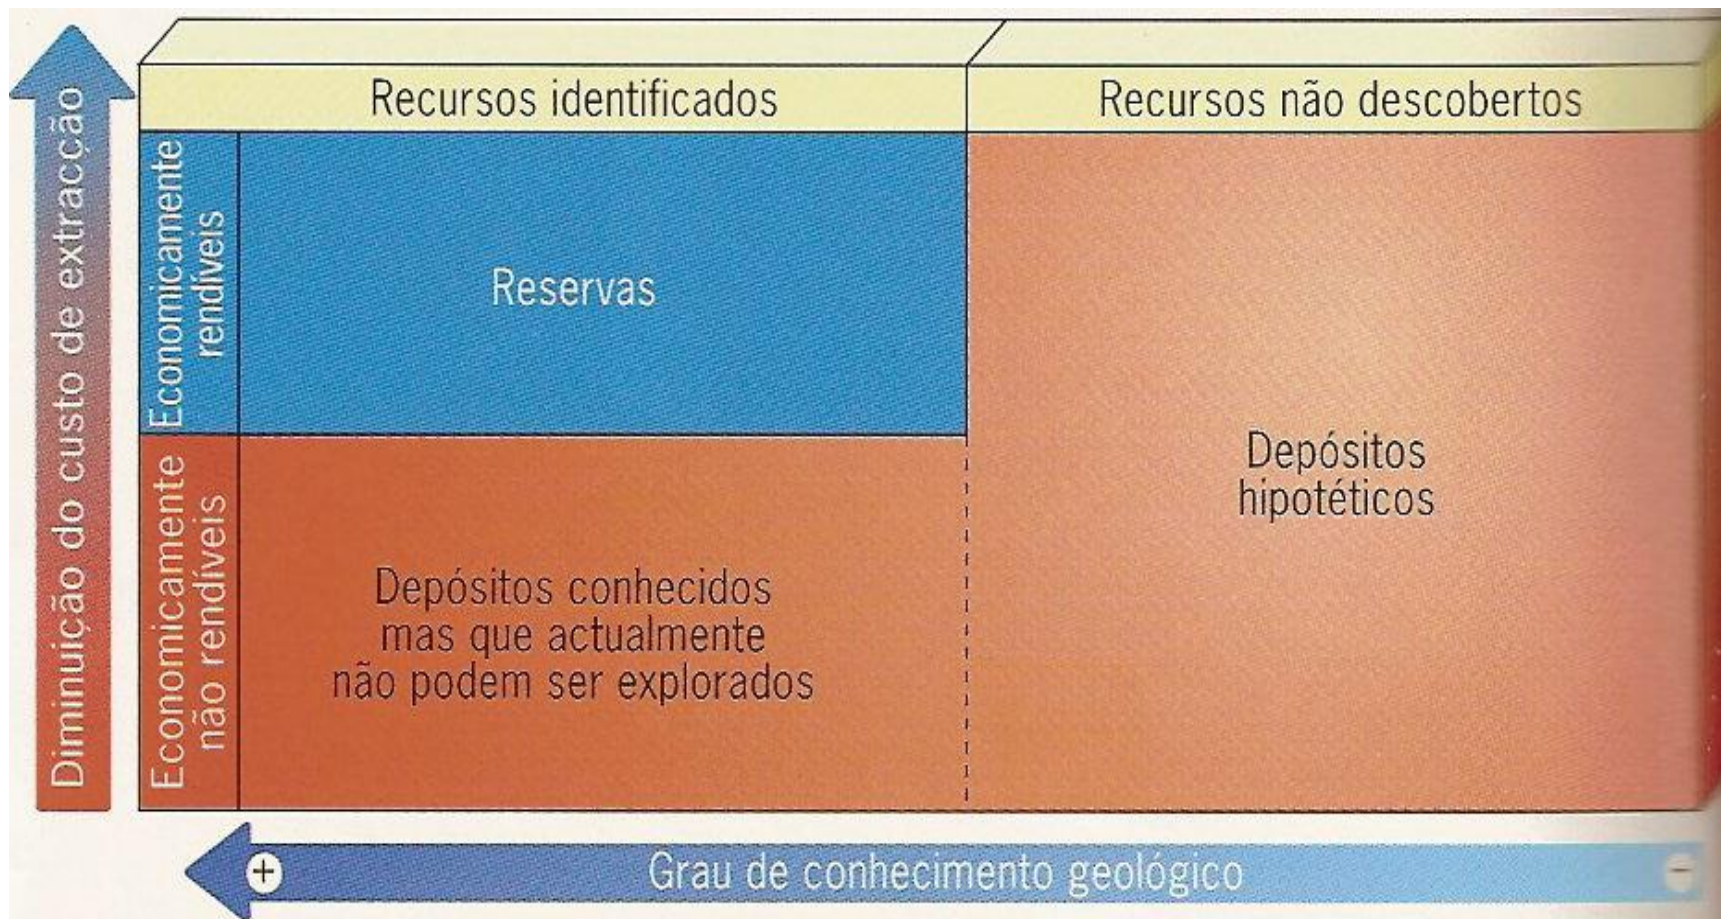 Diminuição do custo de extracção
Recursos identificados
Recursos não descobertos
Economicamente
rendíveis
Reservas
Economicamente
não rendíveis
Depósitos conhecidos
mas que actualmente
não podem ser explorados
Depósitos
hipotéticos
+
Grau de conhecimento geológico
−